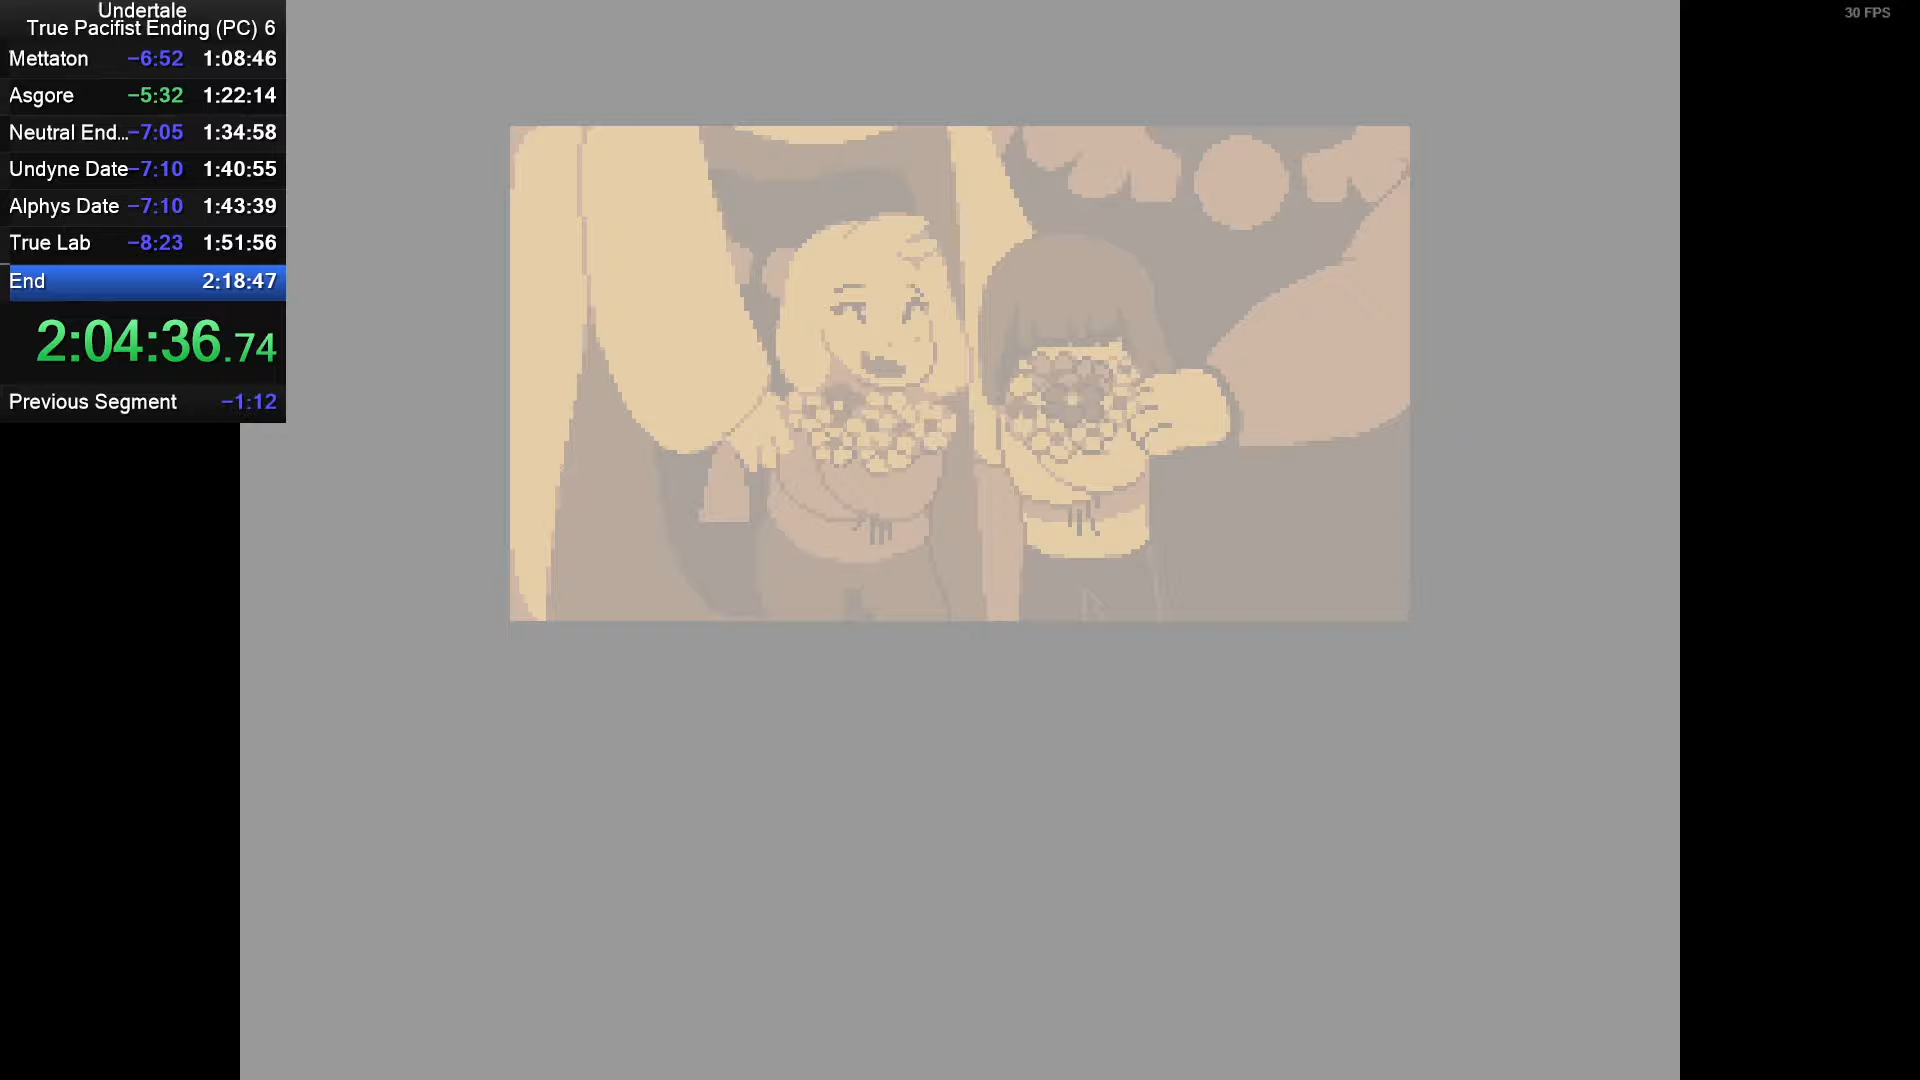 Undertale
True Pacifist Ending (PC) 6
Mettaton −6:52 1:08:46
Asgore −5:32 1:22:14
Neutral End... −7:05 1:34:58
Undyne Date −7:10 1:40:55
Alphys Date −7:10 1:43:39
True Lab −8:23 1:51:56
End 2:18:47
2:04:36.74
Previous Segment −1:12
30 FPS